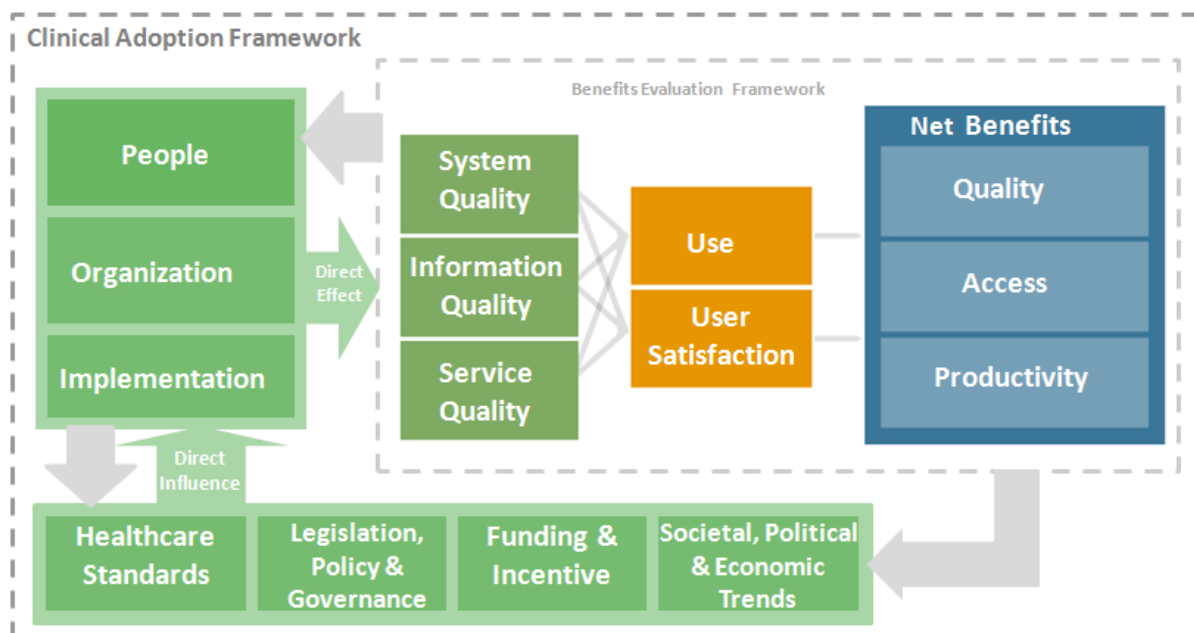 Clinical Adoption Framework
Benefits Evaluation Framework
People
Organization
Implementation
Direct
Effect
System
Quality
Information
Quality
Service
Quality
Use
User
Satisfaction
Net Benefits
Quality
Access
Productivity
Direct
Influence
Healthcare
Standards
Legislation,
Policy &
Governance
Funding &
Incentive
Societal, Political
& Economic
Trends